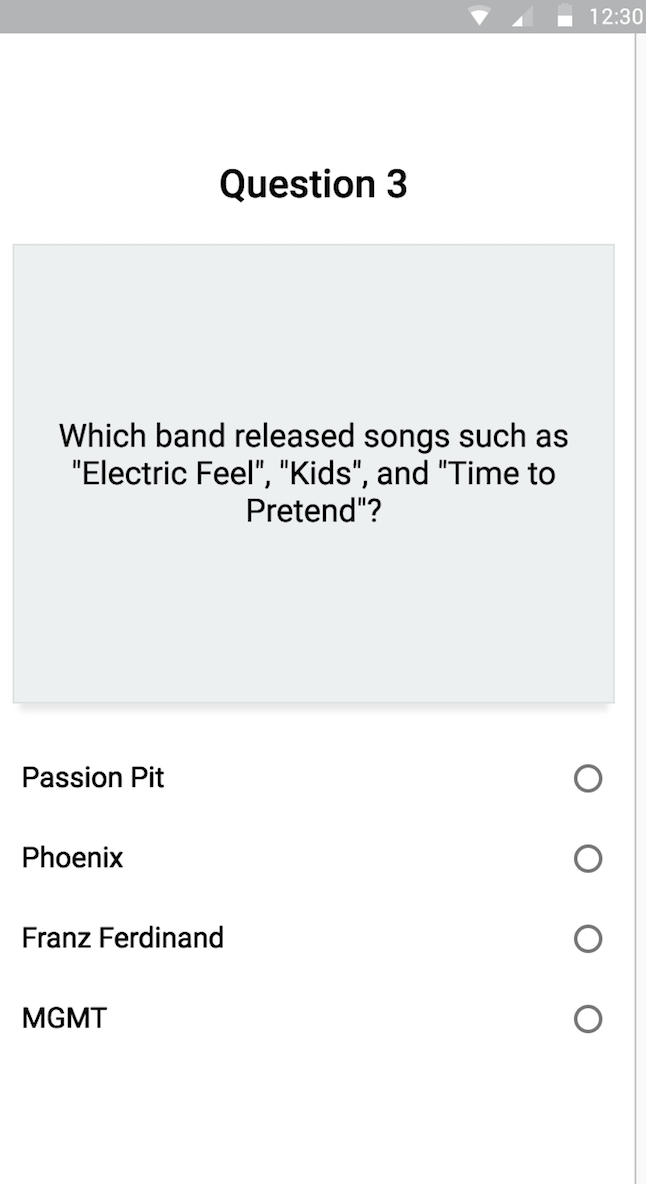 12:30
Question 3
Which band released songs such as
"Electric Feel", "Kids", and "Time to
Pretend"?
Passion Pit
Phoenix
Franz Ferdinand
MGMT